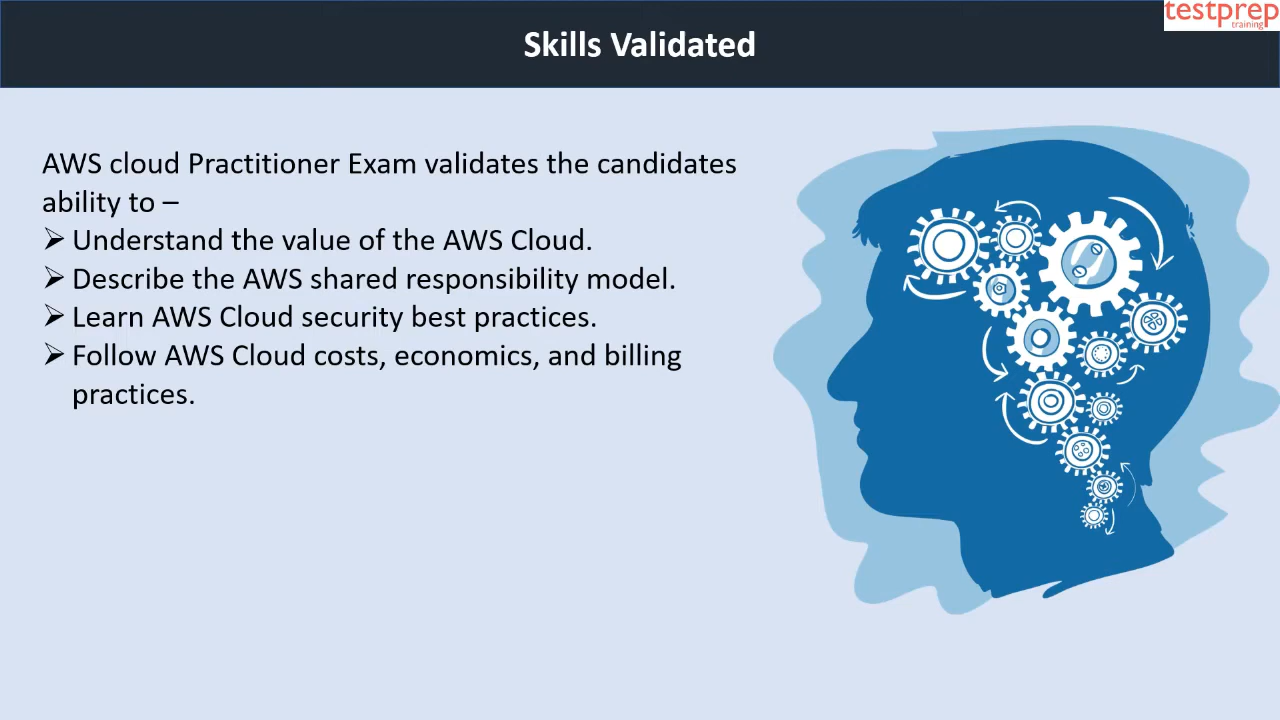 testprep
training
Skills Validated
AWS cloud Practitioner Exam validates the candidates
ability to –
➢ Understand the value of the AWS Cloud.
➢ Describe the AWS shared responsibility model.
➢ Learn AWS Cloud security best practices.
➢ Follow AWS Cloud costs, economics, and billing
practices.